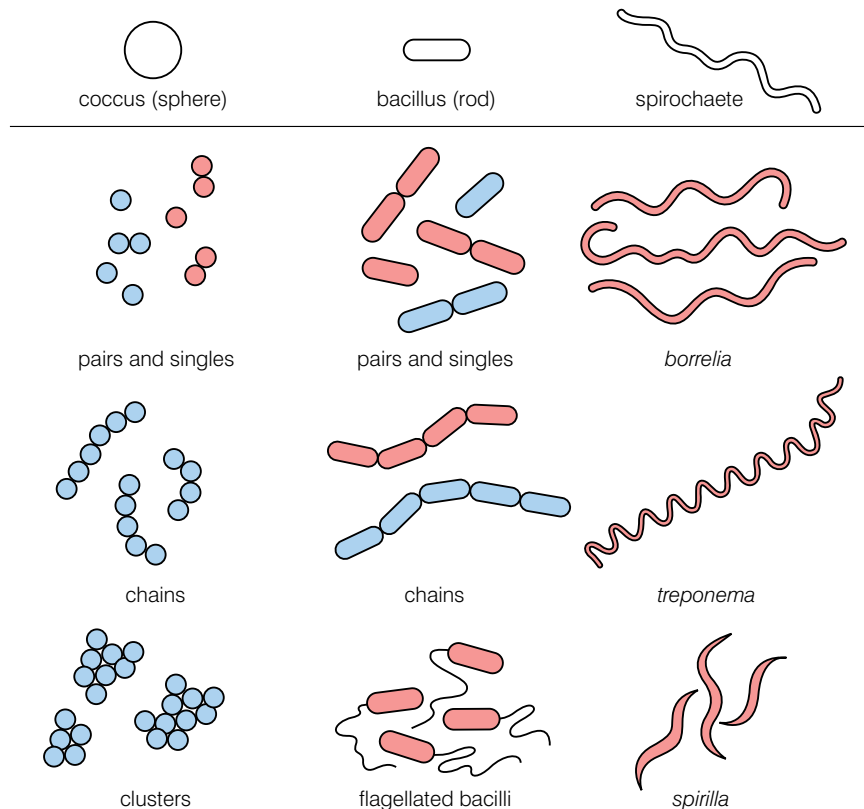 coccus (sphere)
bacillus (rod)
spirochaete
pairs and singles
pairs and singles
borrelia
chains
chains
treponema
clusters
flagellated bacilli
spirilla